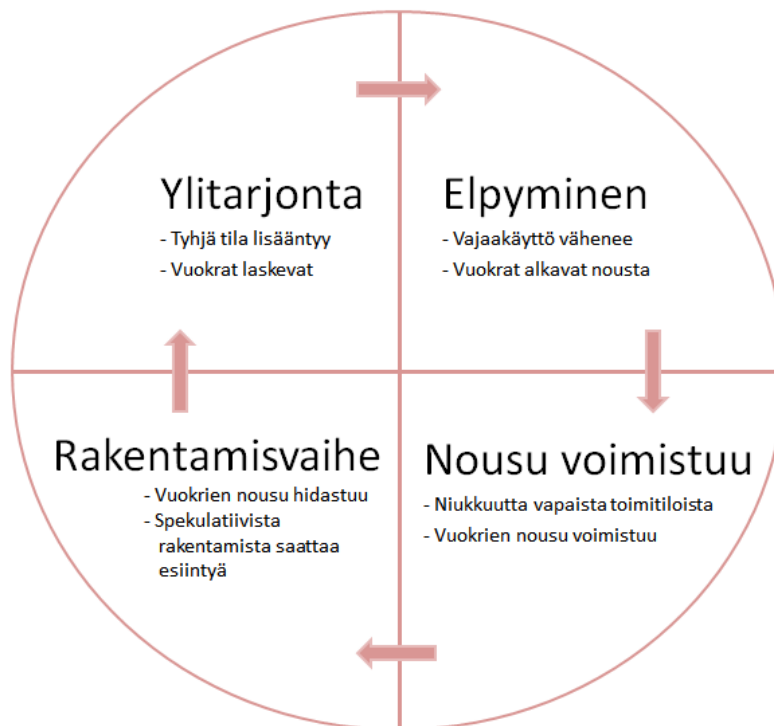 Ylitarjonta
- Tyhjä tila lisääntyy
- Vuokrat laskevat
Elpyminen
- Vajaakäyttö vähenee
- Vuokrat alkavat nousta
Rakentamisvaihe
- Vuokrien nousu hidastuu
- Spekulatiivista
rakentamista saattaa
esiintyä
Nousu voimistuu
- Niukkuutta vapaista toimitiloista
- Vuokrien nousu voimistuu